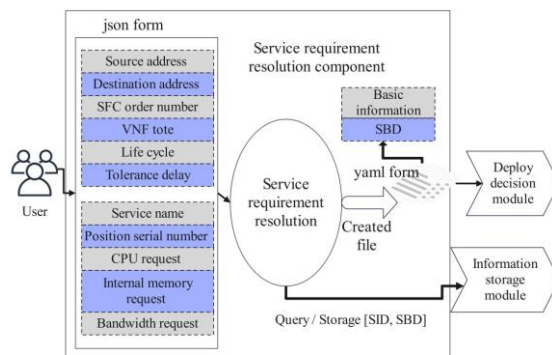 json form
Source address
Destination address
SFC order number
VNF tote
Life cycle
Tolerance delay
Service name
Position serial number
CPU request
Internal memory
request
Bandwidth request
User
Service requirement
resolution component
Service
requirement
resolution
Basic
information
SBD
yaml form
Created
file
Query / Storage [SID, SBD]
Deploy
decision
module
Information
storage
module